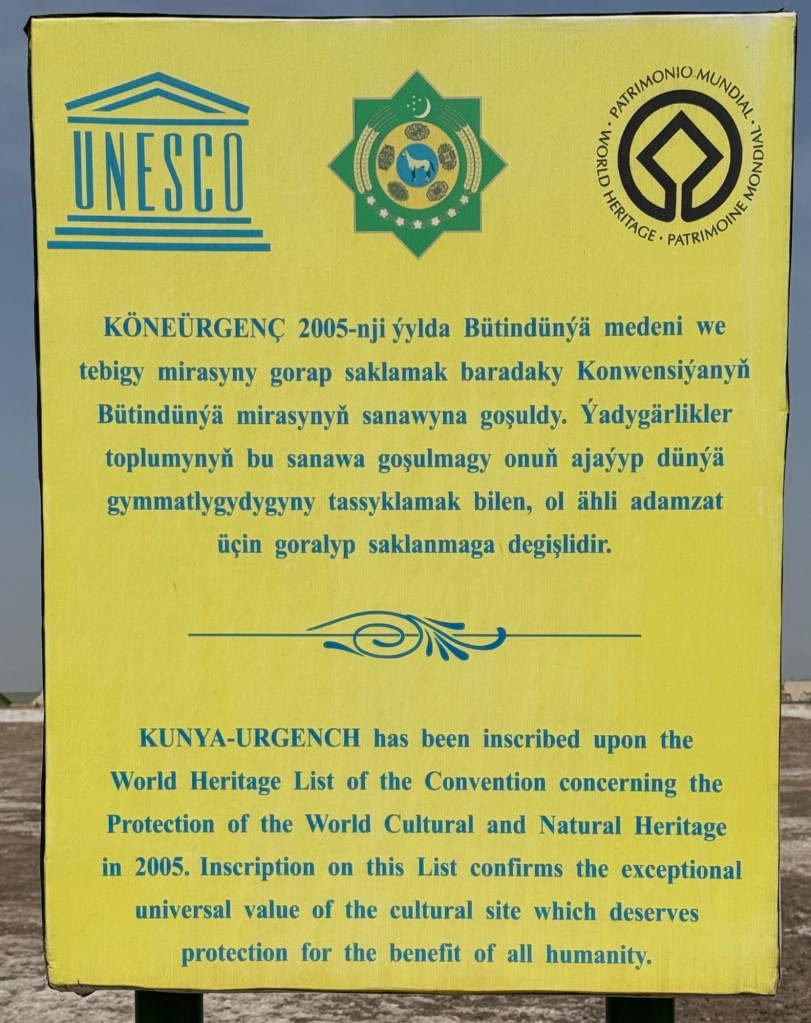 UNESCO
· PATRIMONIO MUNDIAL · WORLD HERITAGE · PATRIMOINE MONDIAL
KÖNEÜRGENÇ 2005-nji ýylda Bütindünýä medeni we
tebigy mirasyny gorap saklamak baradaky Konwensiýanyň
Bütindünýä mirasynyň sanawyna goşuldy. Ýadygärlikler
toplumynyň bu sanawa goşulmagy onuň ajaýyp dünýä
gymmatlygydygyny tassyklamak bilen, ol ähli adamzat
üçin goralyp saklanmaga degişlidir.
KUNYA-URGENCH has been inscribed upon the
World Heritage List of the Convention concerning the
Protection of the World Cultural and Natural Heritage
in 2005. Inscription on this List confirms the exceptional
universal value of the cultural site which deserves
protection for the benefit of all humanity.